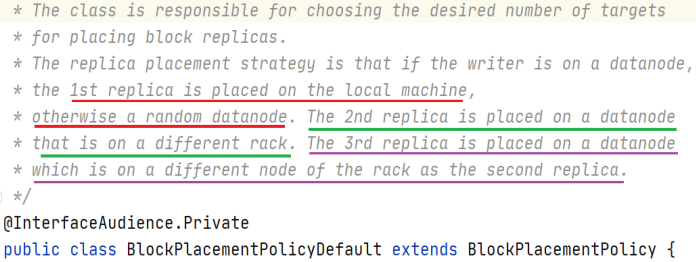 * The class is responsible for choosing the desired number of targets
* for placing block replicas.
* The replica placement strategy is that if the writer is on a datanode,
* the 1st replica is placed on the local machine,
* otherwise a random datanode. The 2nd replica is placed on a datanode
* that is on a different rack. The 3rd replica is placed on a datanode
* which is on a different node of the rack as the second replica.
*/
@InterfaceAudience.Private
public class BlockPlacementPolicyDefault extends BlockPlacementPolicy {